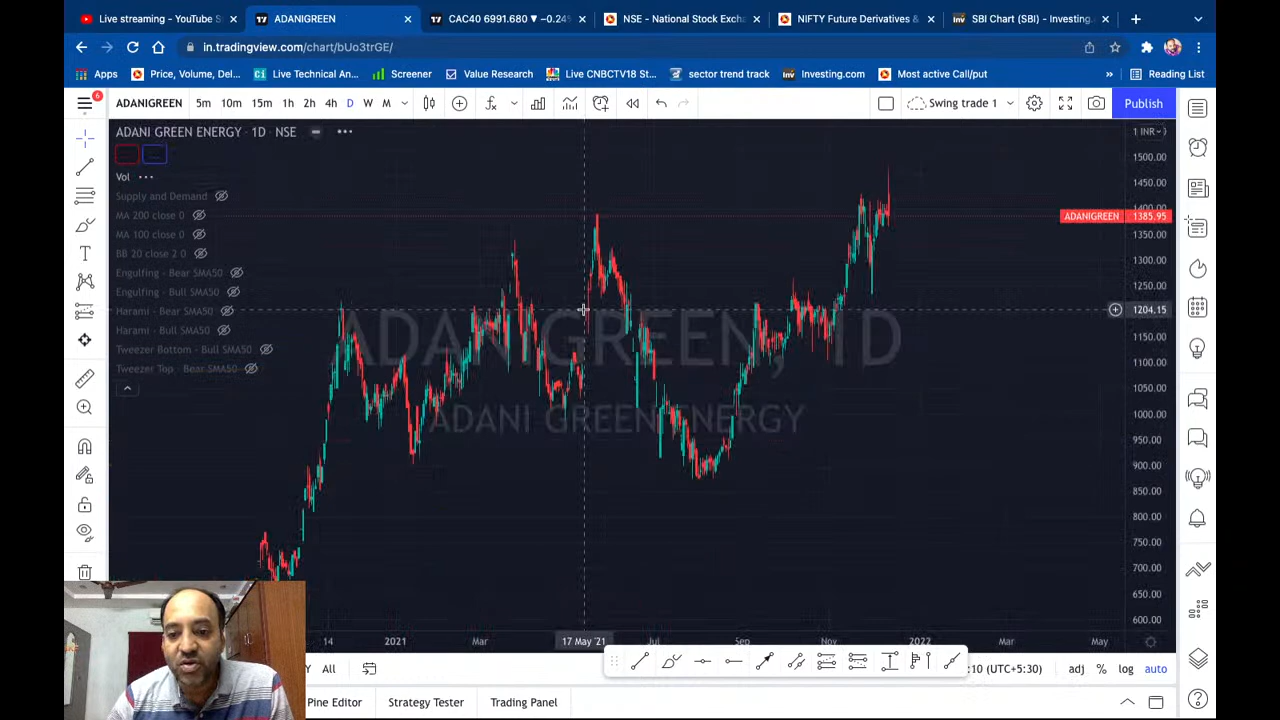 Live streaming - YouTube S
ADANIGREEN
CAC40 6991.680 ▼ −0.24%
NSE - National Stock Excha
NIFTY Future Derivatives &
SBI Chart (SBI) - Investing.
in.tradingview.com/chart/bUo3trGE/
Apps
Price, Volume, Del...
Live Technical An...
Screener
Value Research
Live CNBCTV18 St...
sector trend track
Investing.com
Most active Call/put
»
Reading List
6
ADANIGREEN
5m 10m 15m 1h 2h 4h D W M
Swing trade 1
Publish
ADANI GREEN ENERGY · 1D · NSE
1 INR
Vol
Supply and Demand
MA 200 close 0
MA 100 close 0
BB 20 close 2 0
Engulfing - Bear SMA50
Engulfing - Bull SMA50
Harami - Bear SMA50
Harami - Bull SMA50
Tweezer Bottom - Bull SMA50
Tweezer Top - Bear SMA50
ADANIGREEN, 1D
ADANI GREEN ENERGY
1500.00
1450.00
1400.00
ADANIGREEN 1385.95
1350.00
1300.00
1250.00
1204.15
1150.00
1100.00
1050.00
1000.00
950.00
900.00
850.00
800.00
750.00
700.00
650.00
600.00
14 2021 Mar 17 May '21 Jul Sep Nov 2022 Mar May
Y All
:10 (UTC+5:30)
adj % log auto
Pine Editor
Strategy Tester
Trading Panel